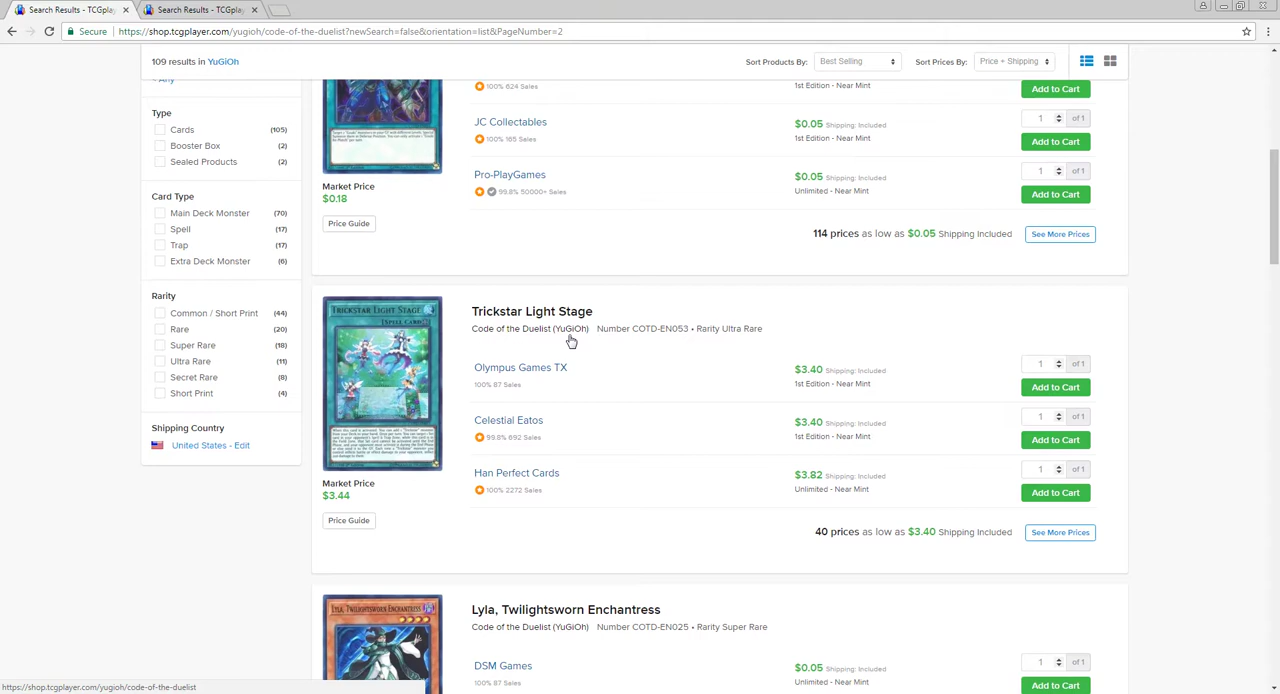 Search Results - TCGplay
Search Results - TCGplay
Secure https://shop.tcgplayer.com/yugioh/code-of-the-duelist?newSearch=false&orientation=list&PageNumber=2
109 results in YuGiOh
Sort Products By: Best Selling
Sort Prices By: Price + Shipping
Any
Type
Cards (105)
Booster Box (2)
Sealed Products (2)
Card Type
Main Deck Monster (70)
Spell (17)
Trap (17)
Extra Deck Monster (6)
Rarity
Common / Short Print (44)
Rare (20)
Super Rare (18)
Ultra Rare (11)
Secret Rare (8)
Short Print (4)
Shipping Country
United States - Edit
100% 624 Sales
1st Edition - Near Mint
Add to Cart
JC Collectables
100% 165 Sales
$0.05 Shipping: Included
1st Edition - Near Mint
1 of 1
Add to Cart
Pro-PlayGames
99.8% 50000+ Sales
$0.05 Shipping: Included
Unlimited - Near Mint
1 of 1
Add to Cart
Market Price
$0.18
Price Guide
114 prices as low as $0.05 Shipping Included
See More Prices
TRICKSTAR LIGHT STAGE
[SPELL CARD]
Trickstar Light Stage
Code of the Duelist (YuGiOh) Number COTD-EN053 • Rarity Ultra Rare
Olympus Games TX
100% 87 Sales
$3.40 Shipping: Included
1st Edition - Near Mint
1 of 1
Add to Cart
Celestial Eatos
99.8% 692 Sales
$3.40 Shipping: Included
1st Edition - Near Mint
1 of 1
Add to Cart
Han Perfect Cards
100% 2272 Sales
$3.82 Shipping: Included
Unlimited - Near Mint
1 of 1
Add to Cart
Market Price
$3.44
Price Guide
40 prices as low as $3.40 Shipping Included
See More Prices
LYLA, TWILIGHTSWORN ENCHANTRESS
Lyla, Twilightsworn Enchantress
Code of the Duelist (YuGiOh) Number COTD-EN025 • Rarity Super Rare
DSM Games
100% 87 Sales
$0.05 Shipping: Included
1st Edition - Near Mint
1 of 1
Add to Cart
https://shop.tcgplayer.com/yugioh/code-of-the-duelist